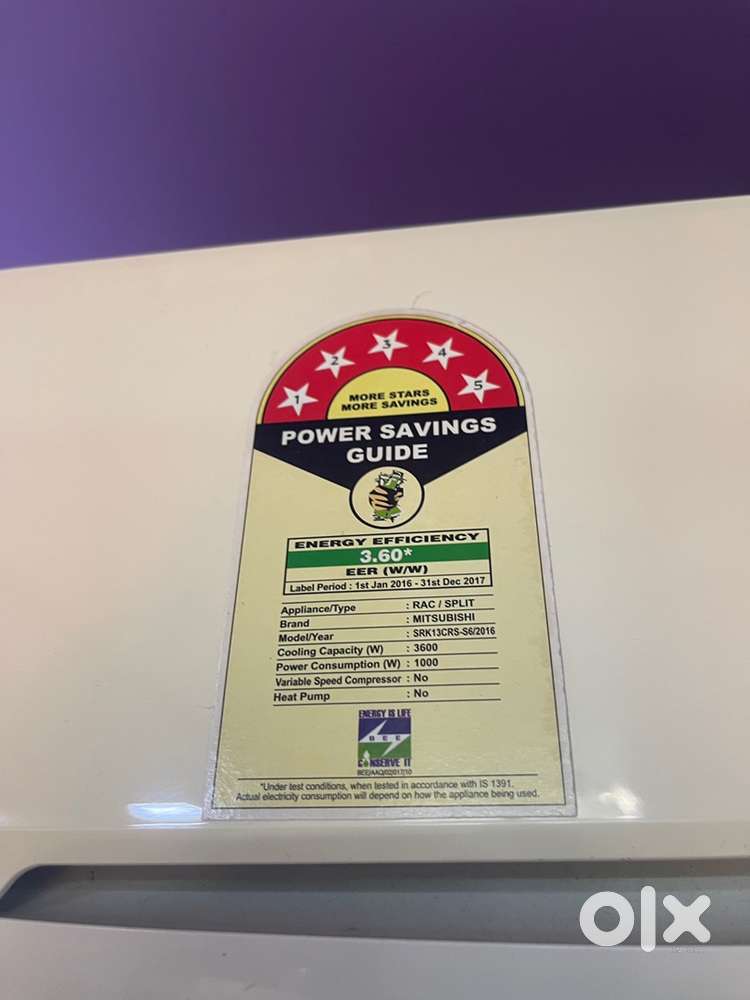 1 2 3 4 5
MORE STARS
MORE SAVINGS
POWER SAVINGS
GUIDE
ENERGY EFFICIENCY
3.60*
EER (W/W)
Label Period : 1st Jan 2016 - 31st Dec 2017
Appliance/Type : RAC / SPLIT
Brand : MITSUBISHI
Model/Year : SRK13CRS-S6/2016
Cooling Capacity (W) : 3600
Power Consumption (W) : 1000
Variable Speed Compressor : No
Heat Pump : No
ENERGY IS LIFE
BEE
CONSERVE IT
*Under test conditions, when tested in accordance with IS 1391.
Actual electricity consumption will depend on how the appliance being used.
olx